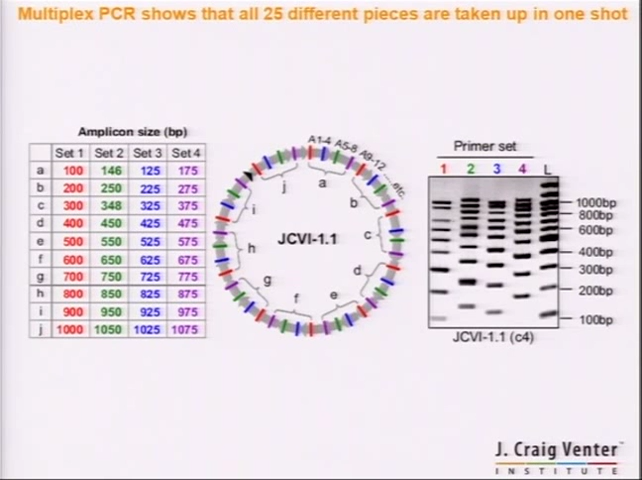 Multiplex PCR shows that all 25 different pieces are taken up in one shot
Amplicon size (bp)
Set 1 Set 2 Set 3 Set 4
a 100 146 125 175
b 200 250 225 275
c 300 348 325 375
d 400 450 425 475
e 500 550 525 575
f 600 650 625 675
g 700 750 725 775
h 800 850 825 875
i 900 950 925 975
j 1000 1050 1025 1075
A1-4 A5-8 A9-12 ....etc.
a
b
c
d
e
f
g
h
i
j
JCVI-1.1
Primer set
1 2 3 4 L
1000bp
800bp
600bp
400bp
300bp
200bp
100bp
JCVI-1.1 (c4)
J. Craig Venter™
INSTITUTE